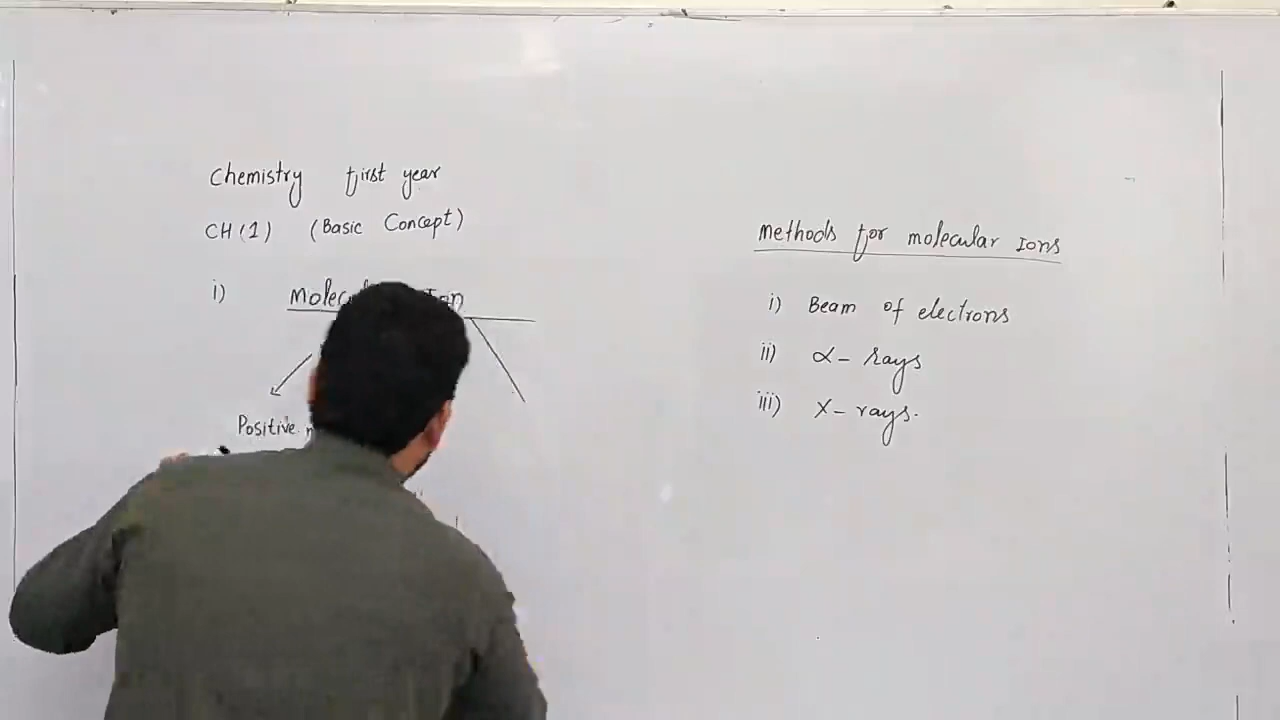 Chemistry first year
CH(1) (Basic Concept)
i) Ion
Positive
Methods for molecular Ions
i) Beam of electrons
ii) α- rays
iii) X- rays.